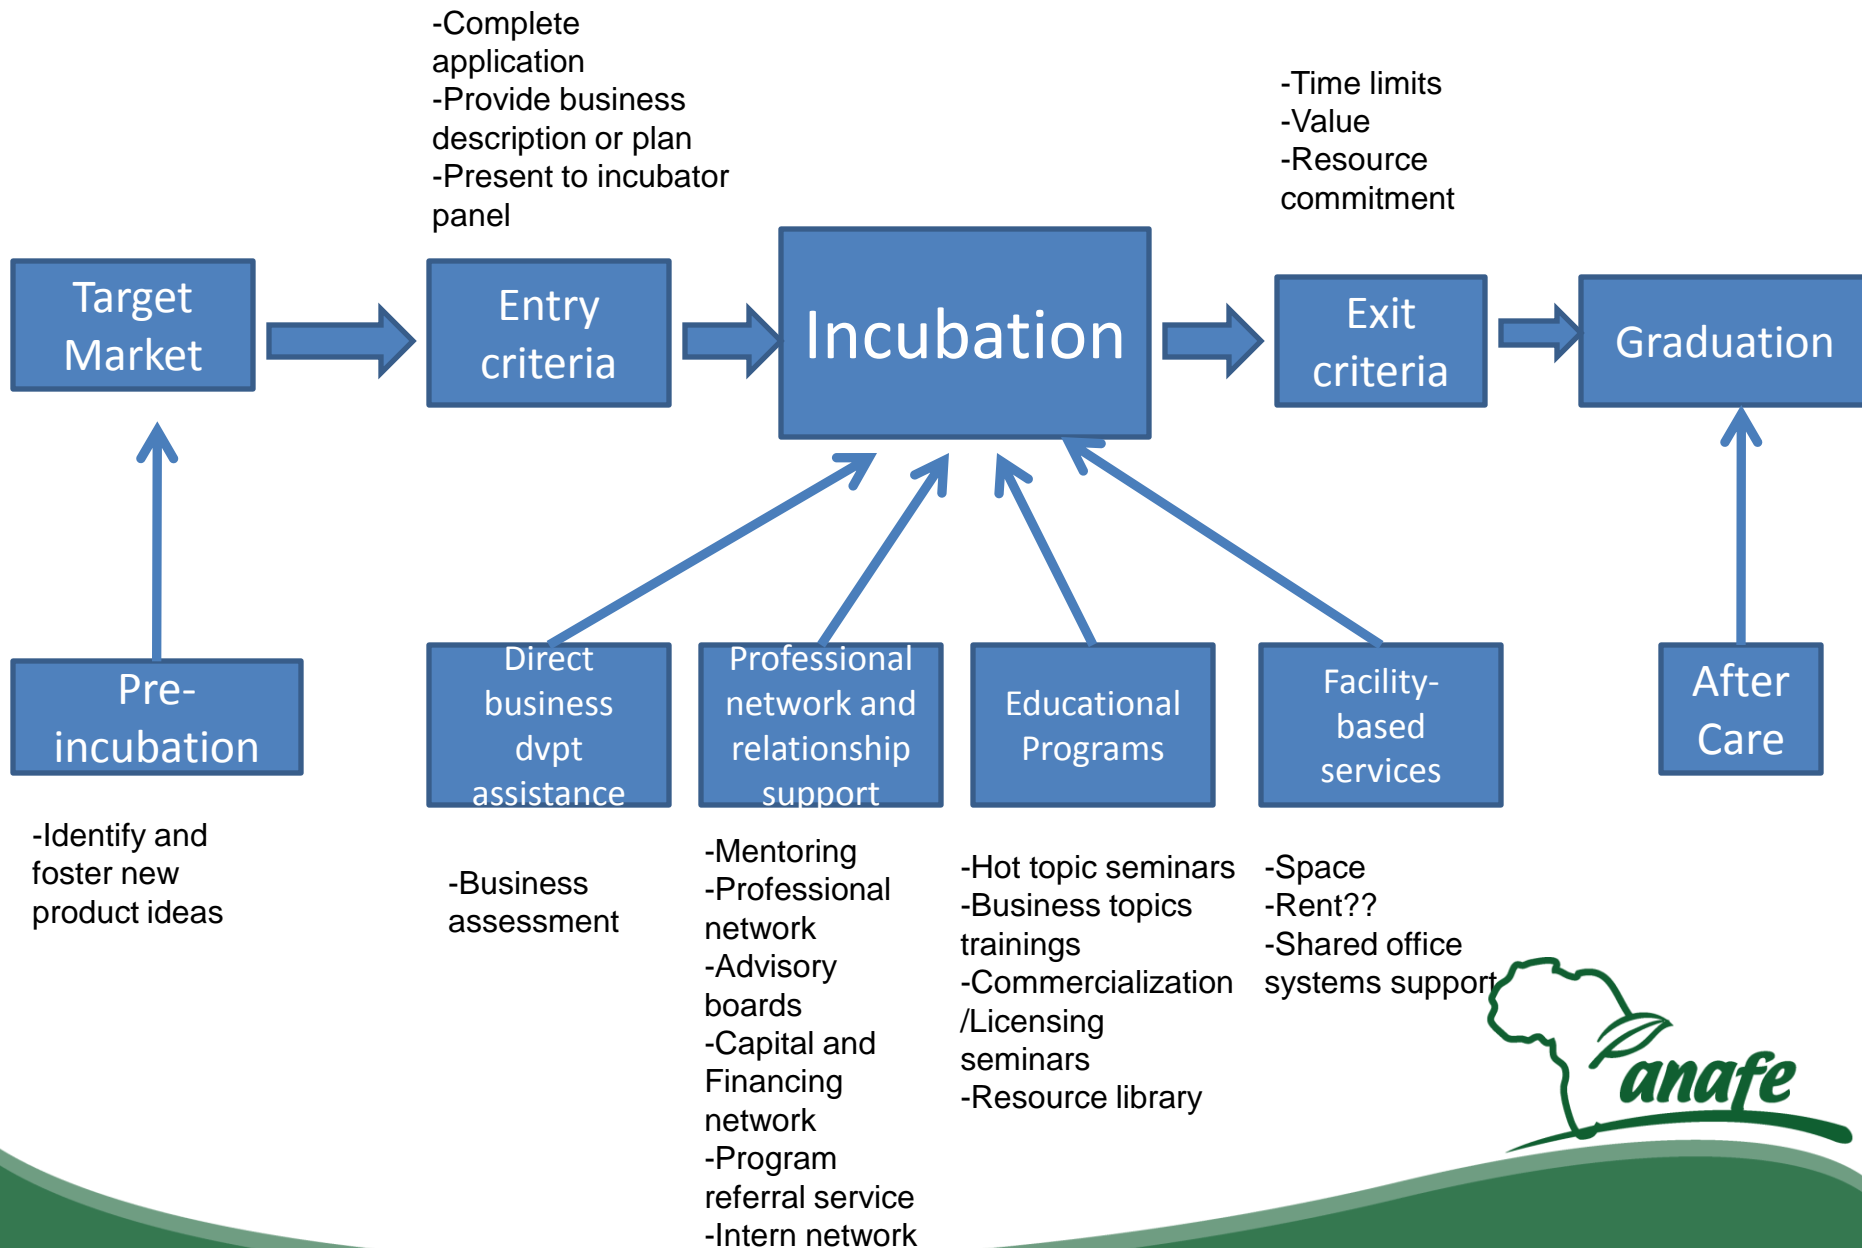 -Complete
application
-Provide business
description or plan
-Present to incubator
panel
-Time limits
-Value
-Resource
commitment
Target
Market
Entry
criteria
Incubation
Exit
criteria
Graduation
Pre-
incubation
Direct
business
dvpt
assistance
Professional
network and
relationship
support
Educational
Programs
Facility-
based
services
After
Care
-Identify and
foster new
product ideas
-Business
assessment
-Mentoring
-Professional
network
-Advisory
boards
-Capital and
Financing
network
-Program
referral service
-Intern network
-Hot topic seminars
-Business topics
trainings
-Commercialization
/Licensing
seminars
-Resource library
-Space
-Rent??
-Shared office
systems support
anafe